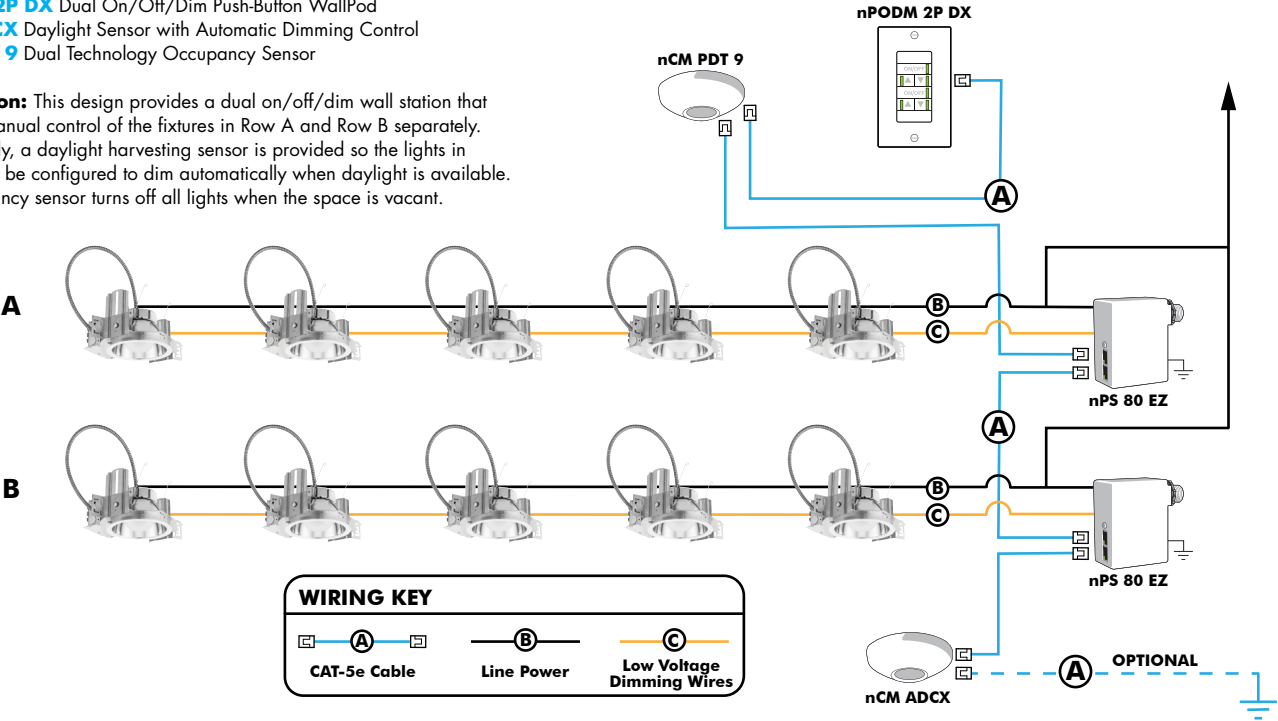 2P DX Dual On/Off/Dim Push-Button WallPod
CX Daylight Sensor with Automatic Dimming Control
9 Dual Technology Occupancy Sensor
on: This design provides a dual on/off/dim wall station that
anual control of the fixtures in Row A and Row B separately.
ly, a daylight harvesting sensor is provided so the lights in
be configured to dim automatically when daylight is available.
ncy sensor turns off all lights when the space is vacant.
nPODM 2P DX
ON/OFF
ON/OFF
nCM PDT 9
A
A
B
C
nPS 80 EZ
A
B
B
C
nPS 80 EZ
WIRING KEY
A
B
C
CAT-5e Cable
Line Power
Low Voltage
Dimming Wires
nCM ADCX
A
OPTIONAL